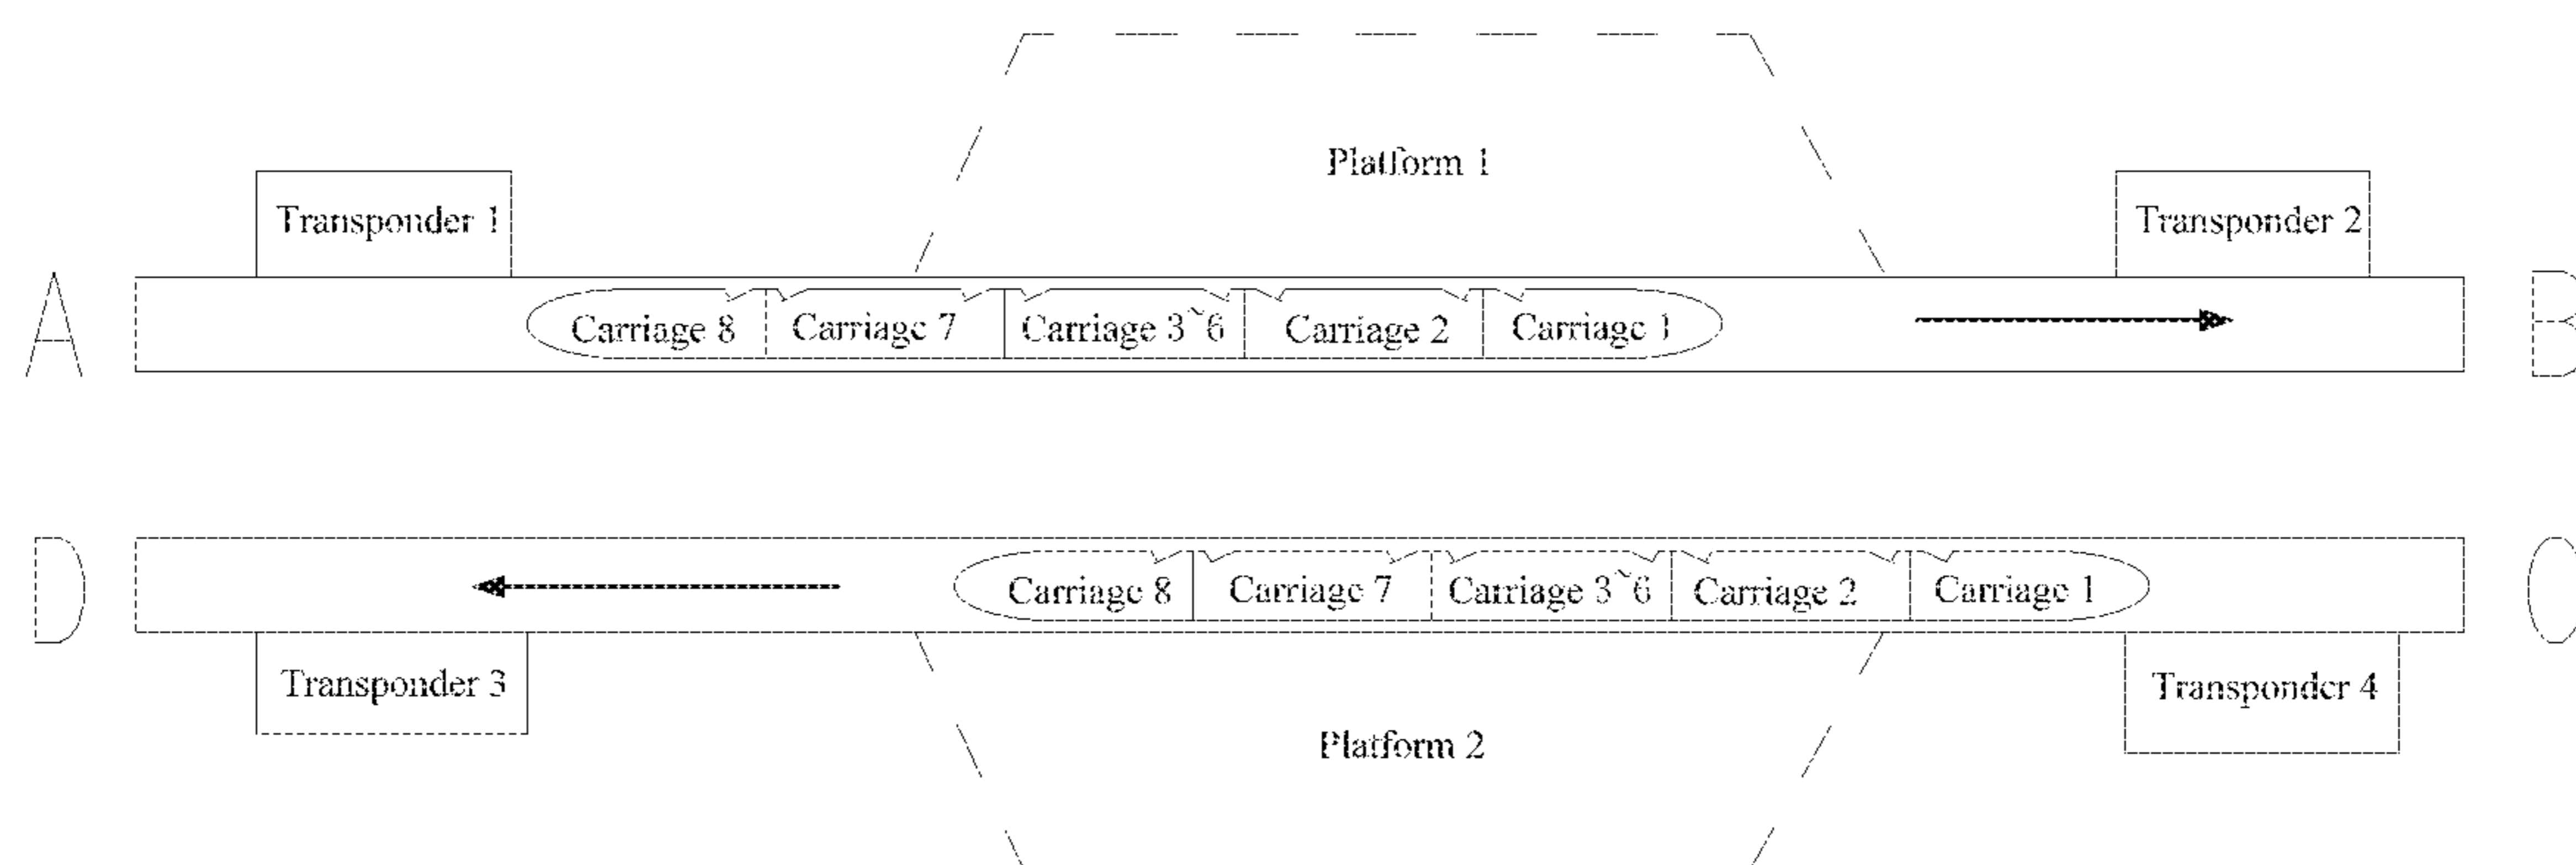 Platform 1
Transponder 1
Transponder 2
A
Carriage 8 Carriage 7 Carriage 3~6 Carriage 2 Carriage 1
B
D
Carriage 8 Carriage 7 Carriage 3~6 Carriage 2 Carriage 1
C
Transponder 3
Transponder 4
Platform 2